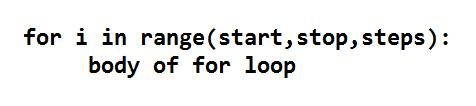 for i in range(start,stop,steps):
body of for loop